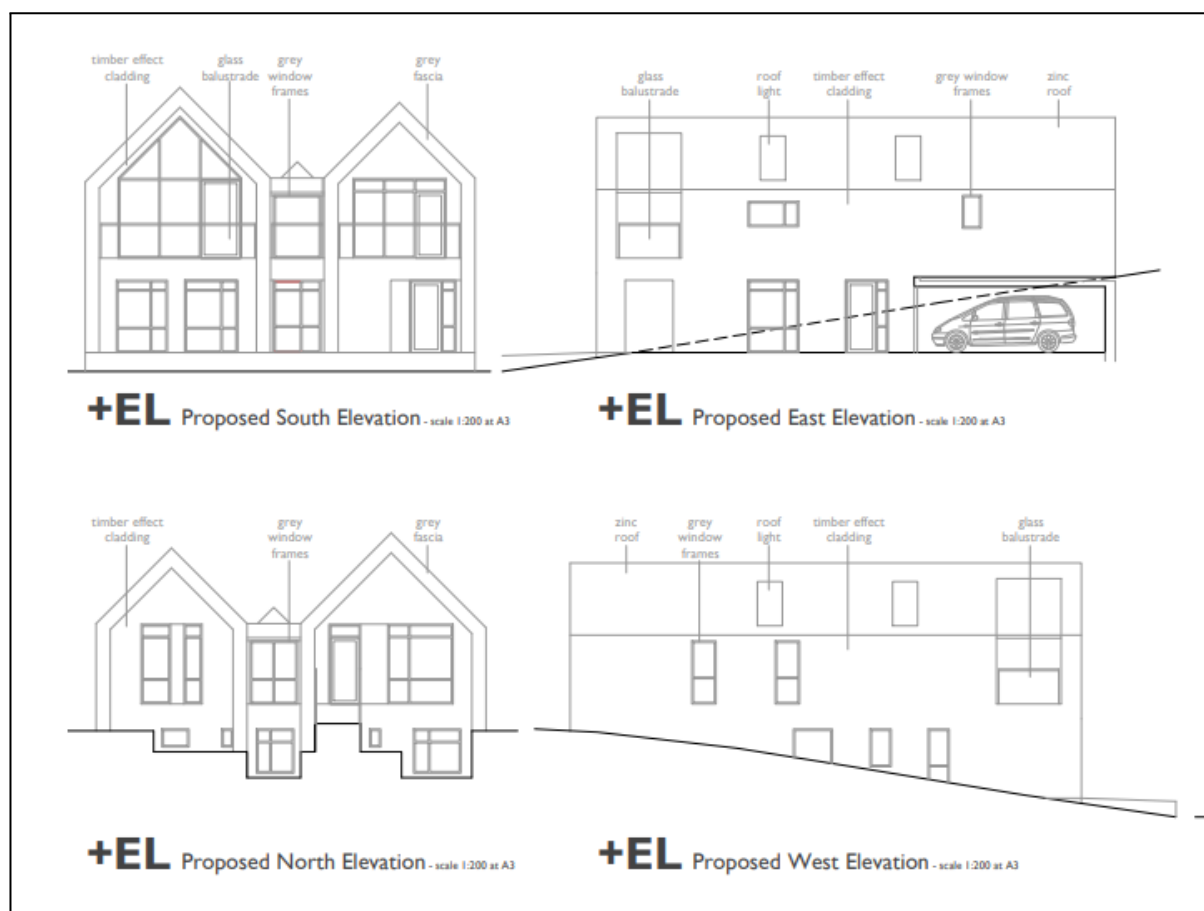 timber effect
cladding
glass
balustrade
grey
window
frames
grey
fascia
glass
balustrade
roof
light
timber effect
cladding
grey window
frames
zinc
roof
+EL Proposed South Elevation - scale 1:200 at A3
+EL Proposed East Elevation - scale 1:200 at A3
timber effect
cladding
grey
window
frames
grey
fascia
zinc
roof
grey
window
frames
roof
light
timber effect
cladding
glass
balustrade
+EL Proposed North Elevation - scale 1:200 at A3
+EL Proposed West Elevation - scale 1:200 at A3